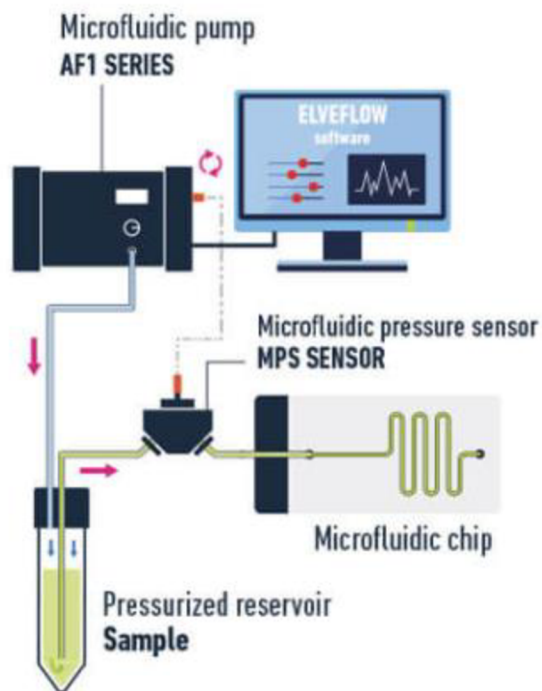 Microfluidic pump
AF1 SERIES
ELVEFLOW
software
Microfluidic pressure sensor
MPS SENSOR
Microfluidic chip
Pressurized reservoir
Sample